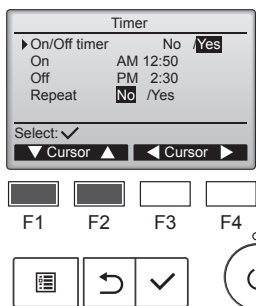 Timer
On/Off timer No /Yes
On AM 12:50
Off PM 2:30
Repeat No /Yes
Select: ✓
▼ Cursor ▲ ◀ Cursor ▶
F1 F2 F3 F4